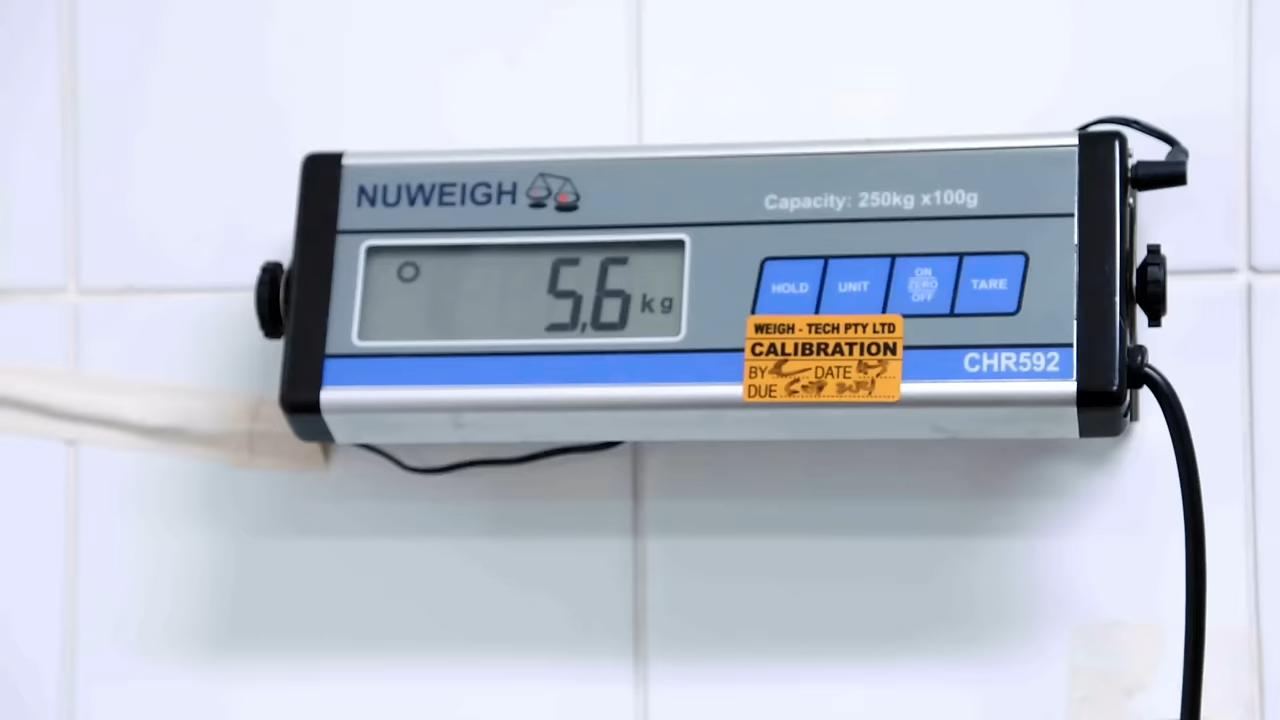 NUWEIGH
Capacity: 250kg x100g
5.6 kg
HOLD
UNIT
ON
ZERO
OFF
TARE
WEIGH - TECH PTY LTD
CALIBRATION
BY DATE
DUE
CHR592